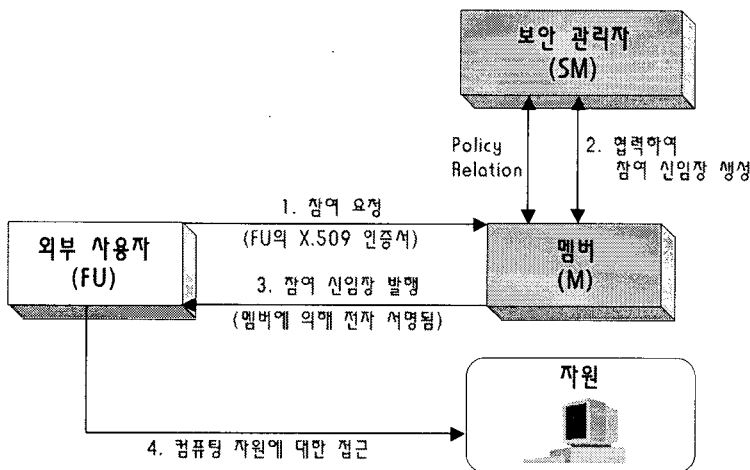 보안 관리자
(SM)
Policy
Relation
2. 협력하여
참여 신임장 생성
1. 참여 요청
(FU의 X.509 인증서)
외부 사용자
(FU)
멤버
(M)
3. 참여 신임장 발행
(멤버에 의해 전자 서명됨)
자원
4. 컴퓨팅 자원에 대한 접근